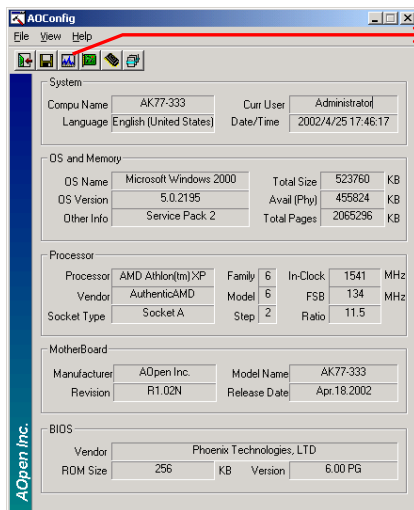 AOConfig
File View Help
System
Compu Name AK77-333 Curr User Administrator
Language English (United States) Date/Time 2002/4/25 17:46:17
OS and Memory
OS Name Microsoft Windows 2000 Total Size 523760 KB
OS Version 5.0.2195 Avail (Phy) 455824 KB
Other Info Service Pack 2 Total Pages 2065296 KB
Processor
Processor AMD Athlon(tm) XP Family 6 In-Clock 1541 MHz
Vendor AuthenticAMD Model 6 FSB 134 MHz
Socket Type Socket A Step 2 Ratio 11.5
MotherBoard
Manufacturer AOpen Inc. Model Name AK77-333
Revision R1.02N Release Date Apr.18.2002
BIOS
Vendor Phoenix Technologies, LTD
ROM Size 256 KB Version 6.00 PG
AOpen Inc.